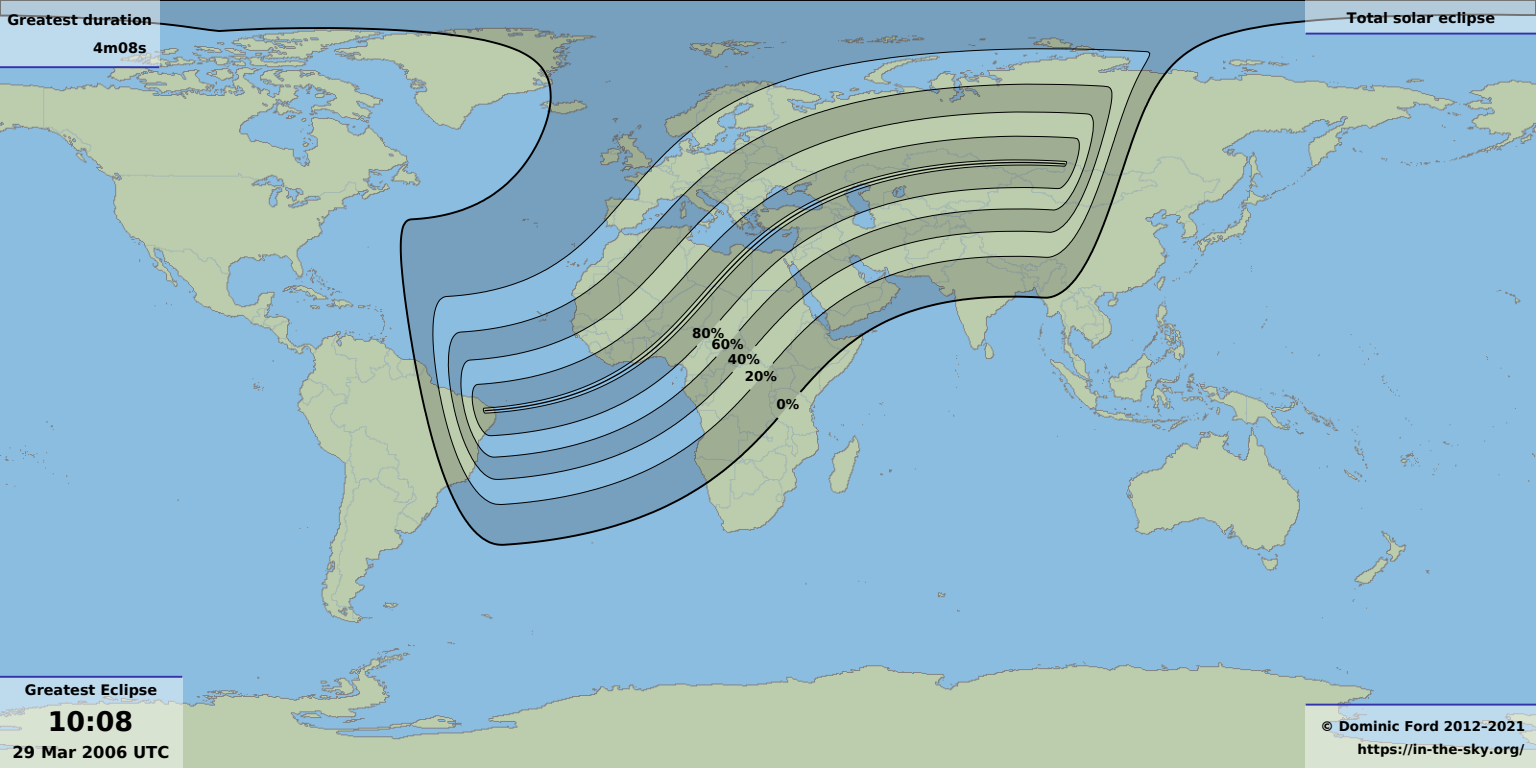 Greatest duration
4m08s
Total solar eclipse
80%
60%
40%
20%
0%
Greatest Eclipse
10:08
29 Mar 2006 UTC
© Dominic Ford 2012–2021
https://in-the-sky.org/